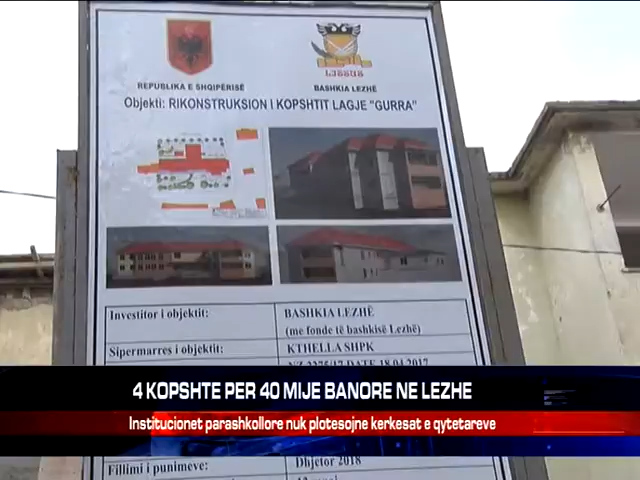 REPUBLIKA E SHQIPËRISË
BASHKIA LEZHË
Objekti: RIKONSTRUKSION I KOPSHTIT LAGJE "GURRA"
Investitor i objektit:
BASHKIA LEZHË
(me fonde të bashkisë Lezhë)
Sipermarres i objektit:
KTHELLA SHPK
4 KOPSHTE PER 40 MIJE BANORE NE LEZHE
Institucionet parashkollore nuk plotesojne kerkesat e qytetareve
Fillimi i punimeve:
Dhjetor 2018